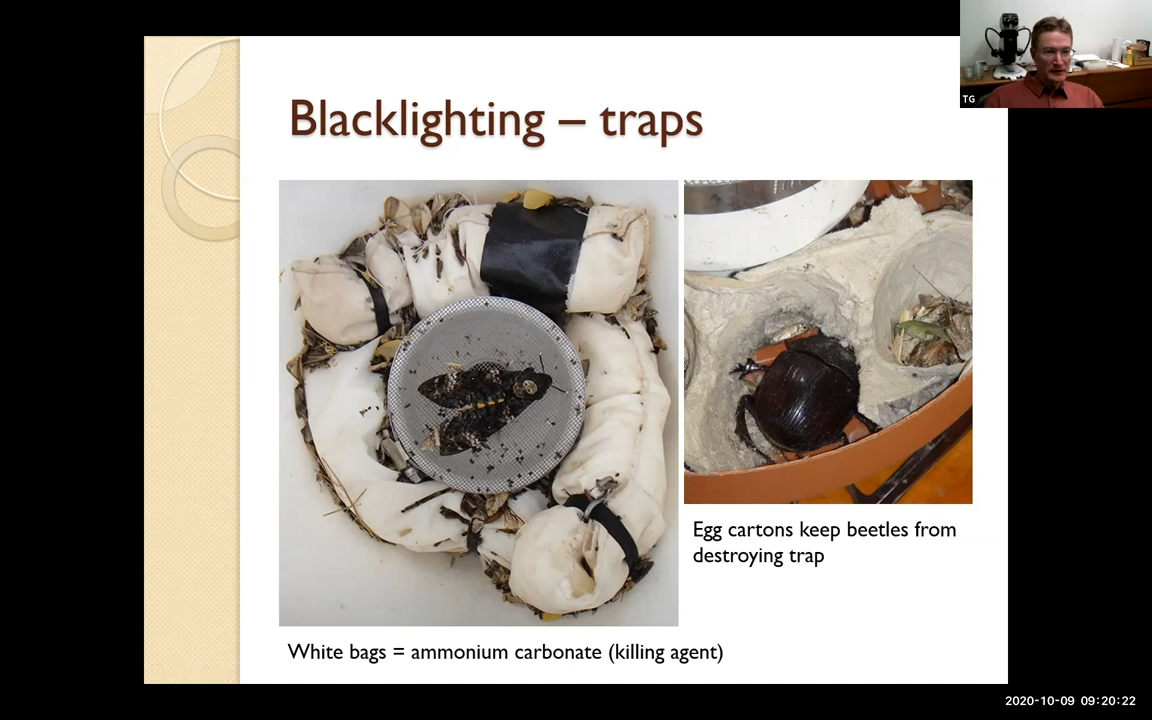 TG
Blacklighting – traps
Egg cartons keep beetles from
destroying trap
White bags = ammonium carbonate (killing agent)
2020-10-09 09:20:22